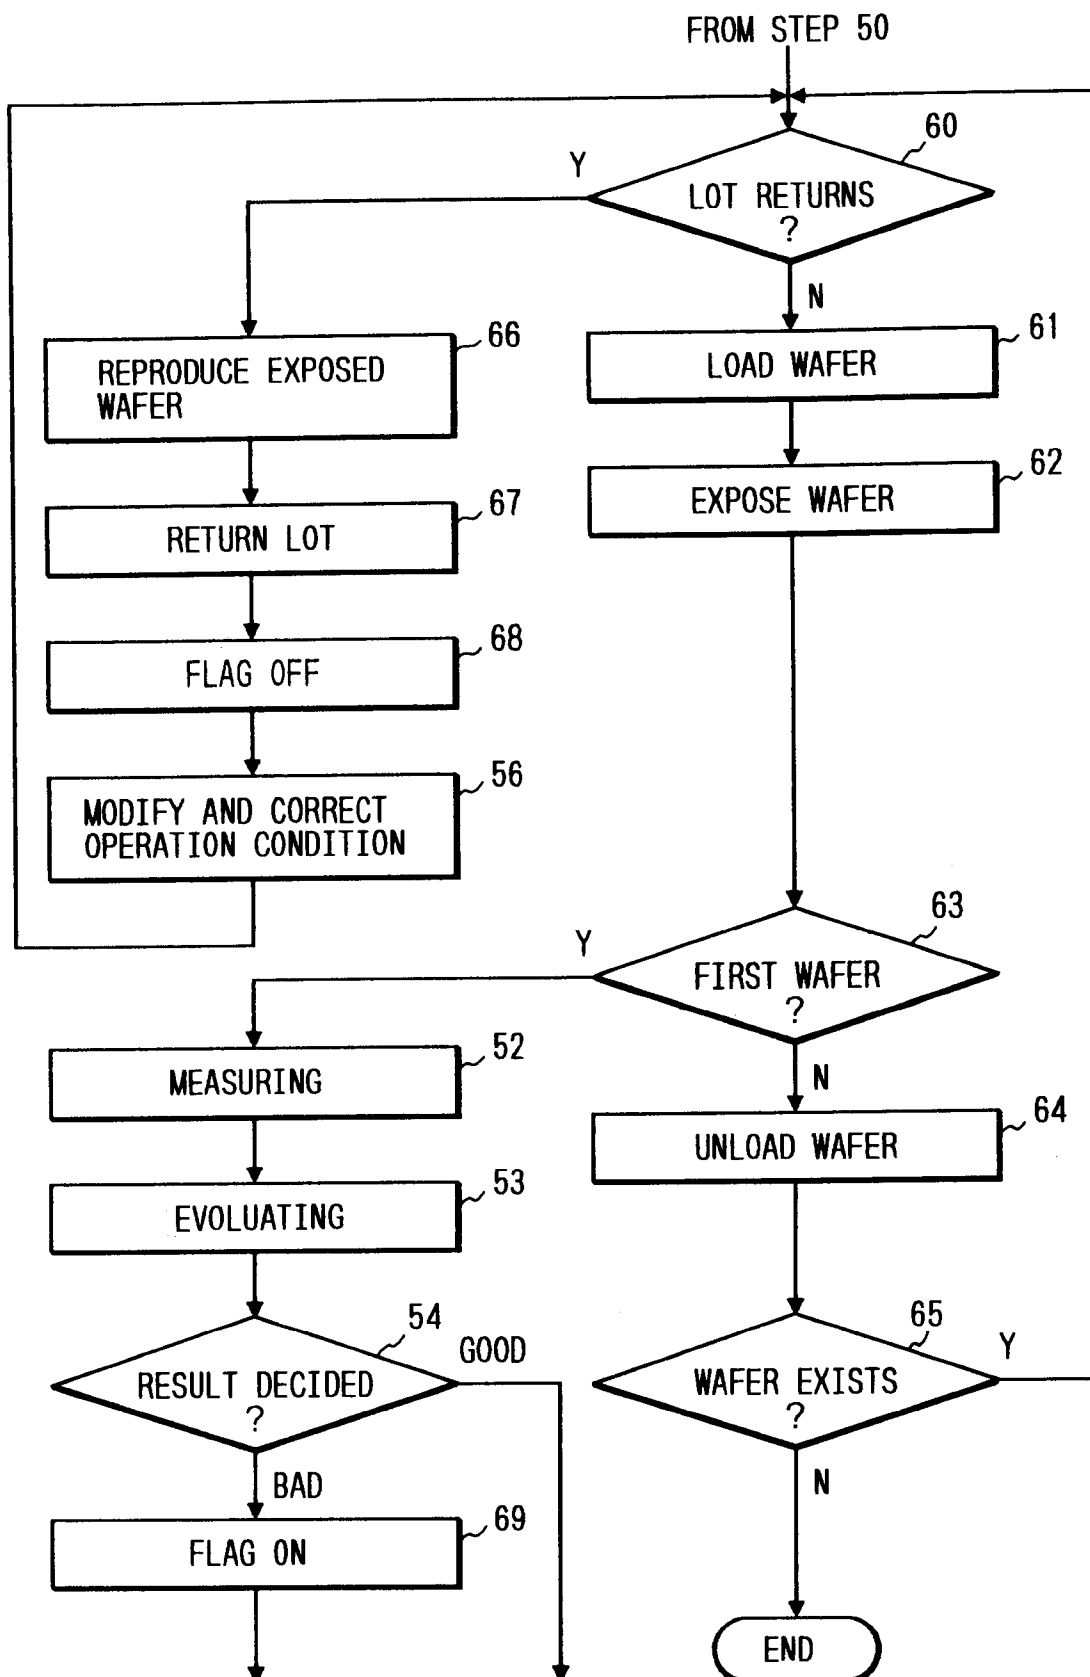 FROM STEP 50
60
Y
LOT RETURNS
?
N
66
REPRODUCE EXPOSED
WAFER
61
LOAD WAFER
62
EXPOSE WAFER
67
RETURN LOT
68
FLAG OFF
56
MODIFY AND CORRECT
OPERATION CONDITION
63
Y
FIRST WAFER
?
N
52
MEASURING
64
UNLOAD WAFER
53
EVOLUATING
54
GOOD
RESULT DECIDED
?
BAD
65
Y
WAFER EXISTS
?
N
69
FLAG ON
END